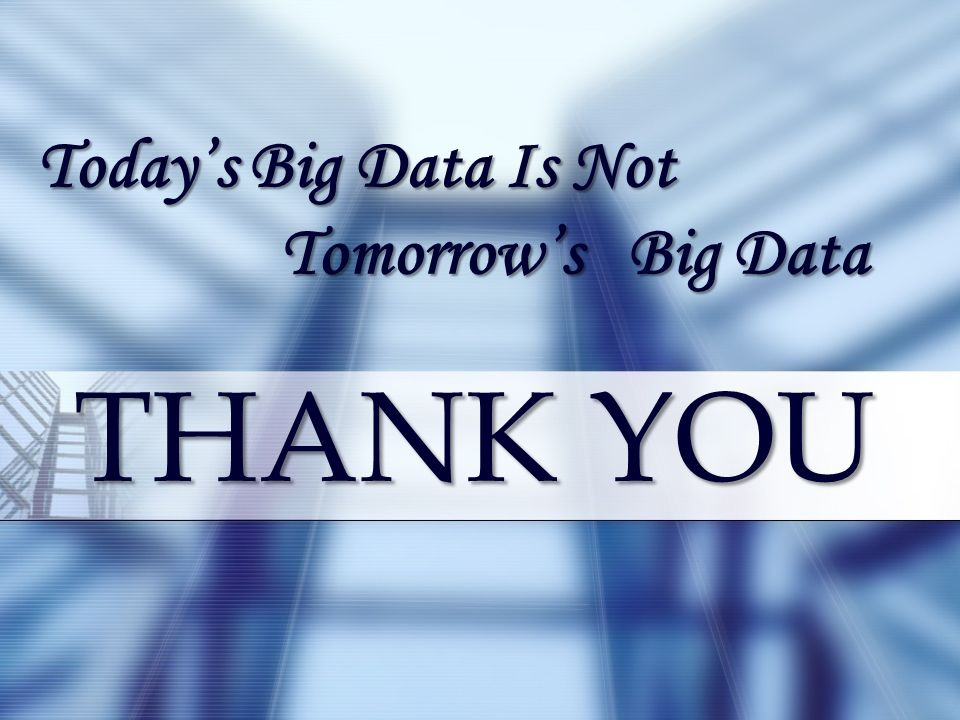 Today’s Big Data Is Not
Tomorrow’s Big Data
THANK YOU